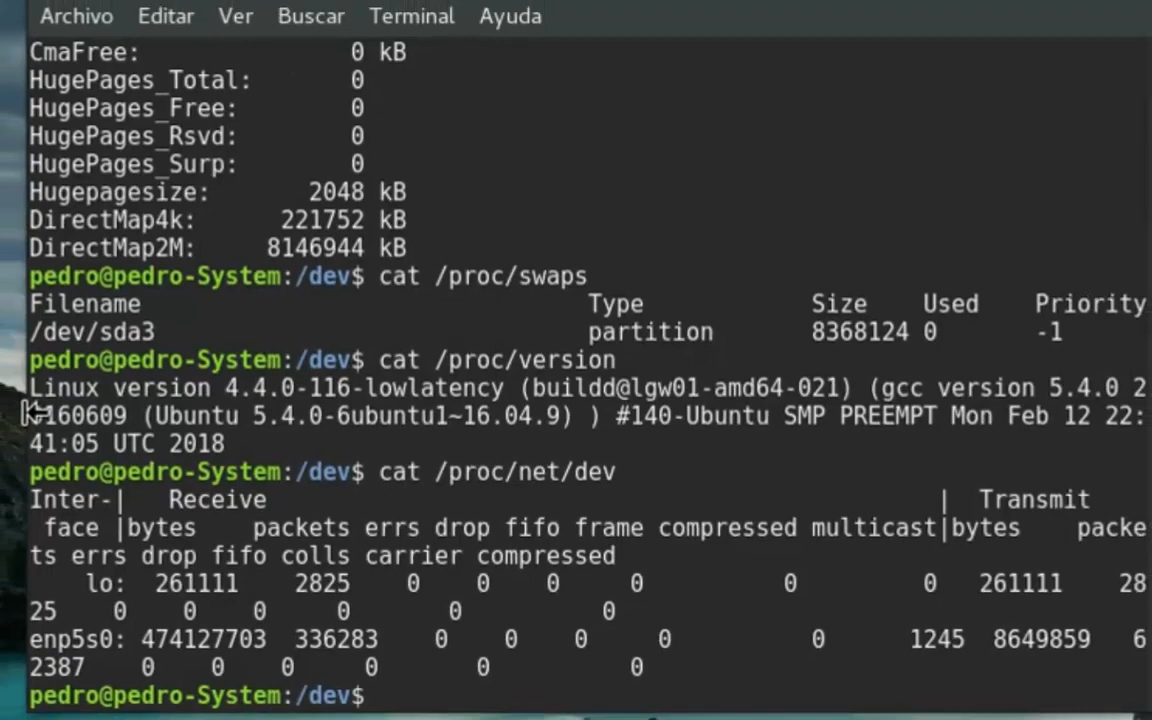 Archivo Editar Ver Buscar Terminal Ayuda
CmaFree: 0 kB
HugePages_Total: 0
HugePages_Free: 0
HugePages_Rsvd: 0
HugePages_Surp: 0
Hugepagesize: 2048 kB
DirectMap4k: 221752 kB
DirectMap2M: 8146944 kB
pedro@pedro-System:/dev$ cat /proc/swaps
Filename Type Size Used Priority
/dev/sda3 partition 8368124 0 -1
pedro@pedro-System:/dev$ cat /proc/version
Linux version 4.4.0-116-lowlatency (buildd@lgw01-amd64-021) (gcc version 5.4.0 2
160609 (Ubuntu 5.4.0-6ubuntu1~16.04.9) ) #140-Ubuntu SMP PREEMPT Mon Feb 12 22:
41:05 UTC 2018
pedro@pedro-System:/dev$ cat /proc/net/dev
Inter-| Receive | Transmit
face |bytes packets errs drop fifo frame compressed multicast|bytes packe
ts errs drop fifo colls carrier compressed
lo: 261111 2825 0 0 0 0 0 0 261111 28
25 0 0 0 0 0 0
enp5s0: 474127703 336283 0 0 0 0 0 1245 8649859 6
2387 0 0 0 0 0 0
pedro@pedro-System:/dev$